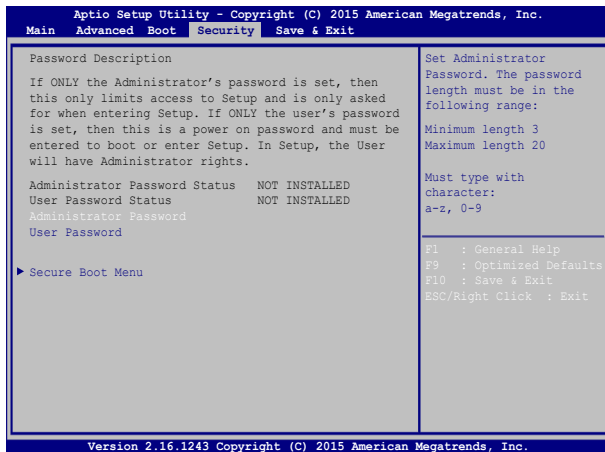 Aptio Setup Utility - Copyright (C) 2015 American Megatrends, Inc.
Main Advanced Boot Security Save & Exit
Password Description
If ONLY the Administrator's password is set, then
this only limits access to Setup and is only asked
for when entering Setup. If ONLY the user's password
is set, then this is a power on password and must be
entered to boot or enter Setup. In Setup, the User
will have Administrator rights.
Administrator Password Status NOT INSTALLED
User Password Status NOT INSTALLED
Administrator Password
User Password
Secure Boot Menu
Set Administrator
Password. The password
length must be in the
following range:
Minimum length 3
Maximum length 20
Must type with
character:
a-z, 0-9
F1 : General Help
F9 : Optimized Defaults
F10 : Save & Exit
ESC/Right Click : Exit
Version 2.16.1243 Copyright (C) 2015 American Megatrends, Inc.